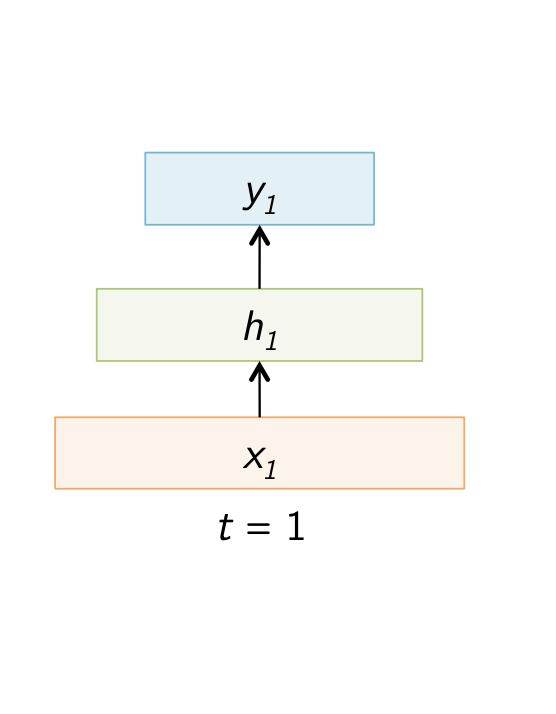 y₁
h₁
x₁
t = 1